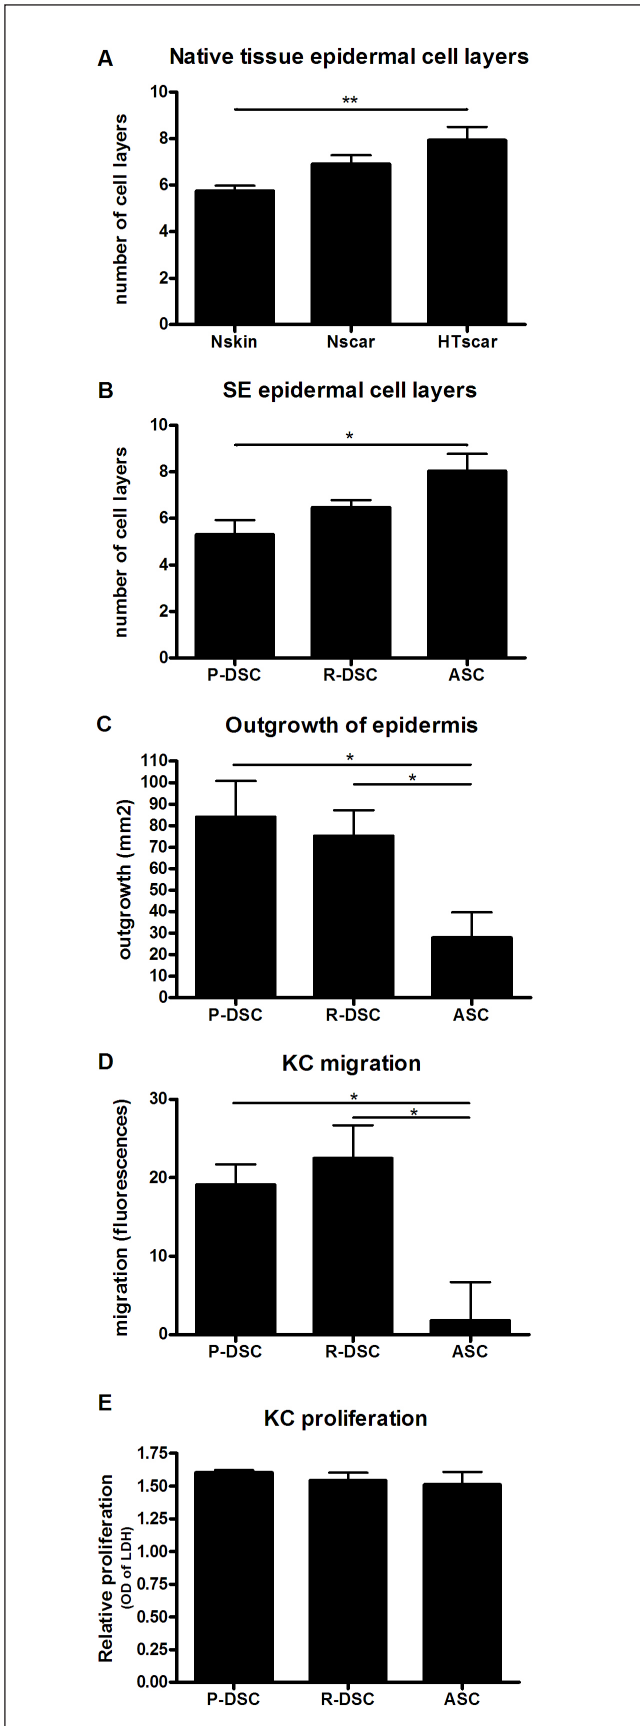 A
Native tissue epidermal cell layers
number of cell layers
10
8
6
4
2
0
**
Nskin Nscar HTscar
B
SE epidermal cell layers
number of cell layers
10
8
6
4
2
0
*
P-DSC R-DSC ASC
C
Outgrowth of epidermis
outgrowth (mm2)
110
100
90
80
70
60
50
40
30
20
10
0
*
*
P-DSC R-DSC ASC
D
KC migration
migration (fluorescences)
30
20
10
0
*
*
P-DSC R-DSC ASC
E
KC proliferation
Relative proliferation
(OD of LDH)
1.75
1.50
1.25
1.00
0.75
0.50
0.25
0.00
P-DSC R-DSC ASC